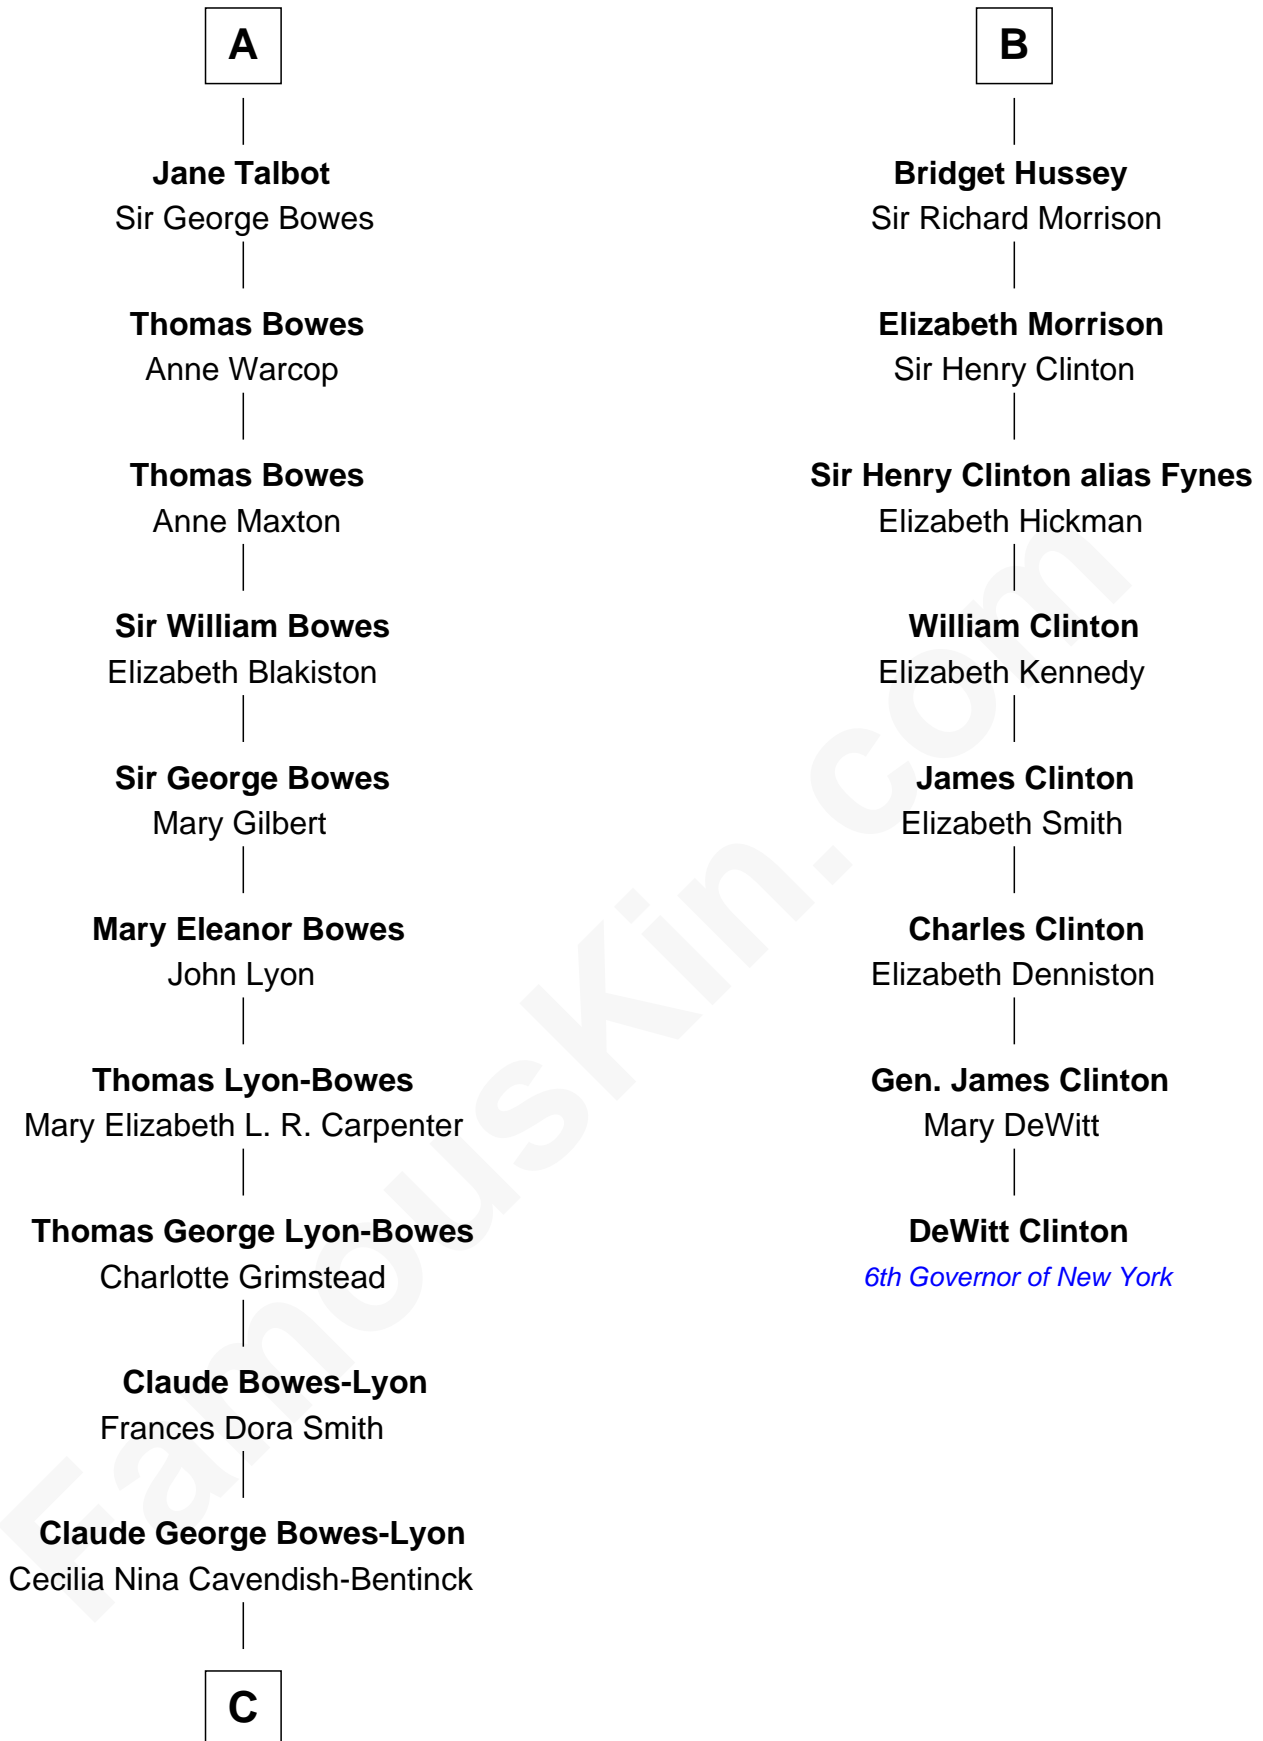 A
Jane Talbot
Sir George Bowes
Thomas Bowes
Anne Warcop
Thomas Bowes
Anne Maxton
Sir William Bowes
Elizabeth Blakiston
Sir George Bowes
Mary Gilbert
Mary Eleanor Bowes
John Lyon
Thomas Lyon-Bowes
Mary Elizabeth L. R. Carpenter
Thomas George Lyon-Bowes
Charlotte Grimstead
Claude Bowes-Lyon
Frances Dora Smith
Claude George Bowes-Lyon
Cecilia Nina Cavendish-Bentinck
C
B
Bridget Hussey
Sir Richard Morrison
Elizabeth Morrison
Sir Henry Clinton
Sir Henry Clinton alias Fynes
Elizabeth Hickman
William Clinton
Elizabeth Kennedy
James Clinton
Elizabeth Smith
Charles Clinton
Elizabeth Denniston
Gen. James Clinton
Mary DeWitt
DeWitt Clinton
6th Governor of New York
FamousKin.com